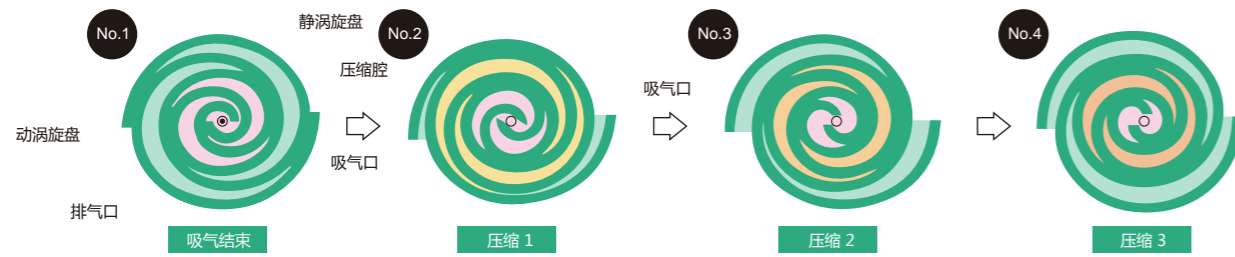 No.1
静涡旋盘
No.2
压缩腔
吸气口
动涡旋盘
排气口
吸气结束
压缩 1
No.3
吸气口
压缩 2
No.4
压缩 3